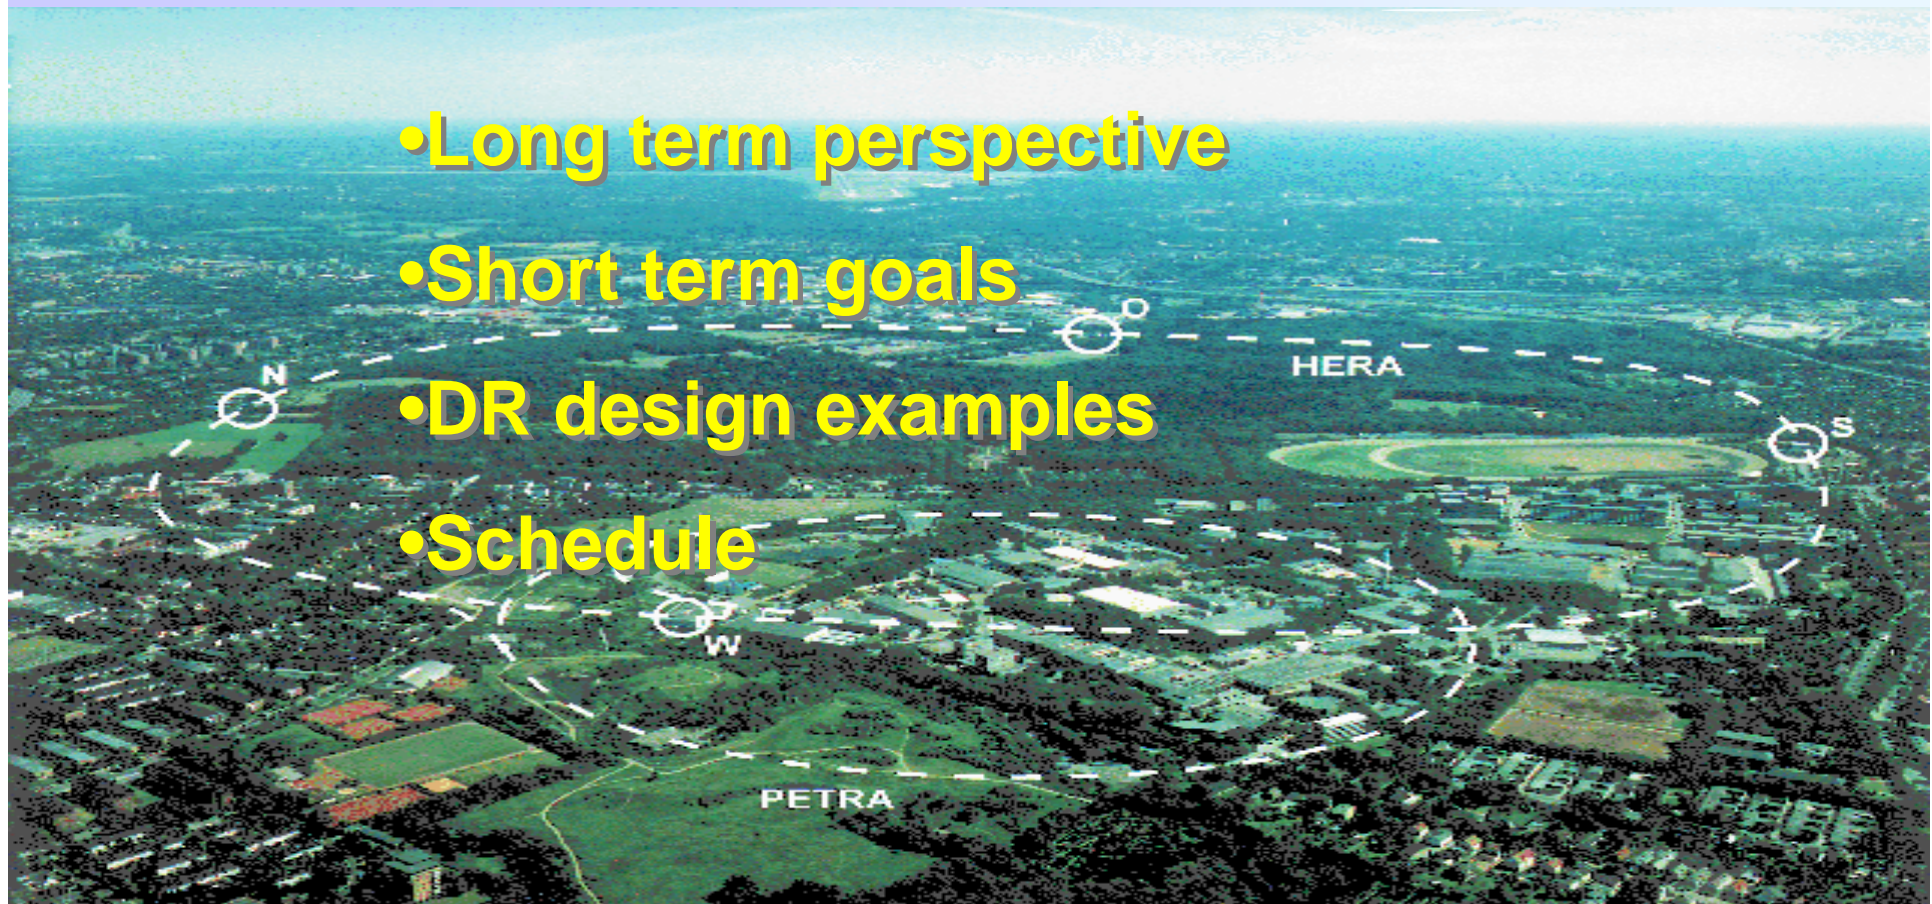 •Long term perspective
•Short term goals
O
HERA
N
•DR design examples
S
•Schedule
W
PETRA